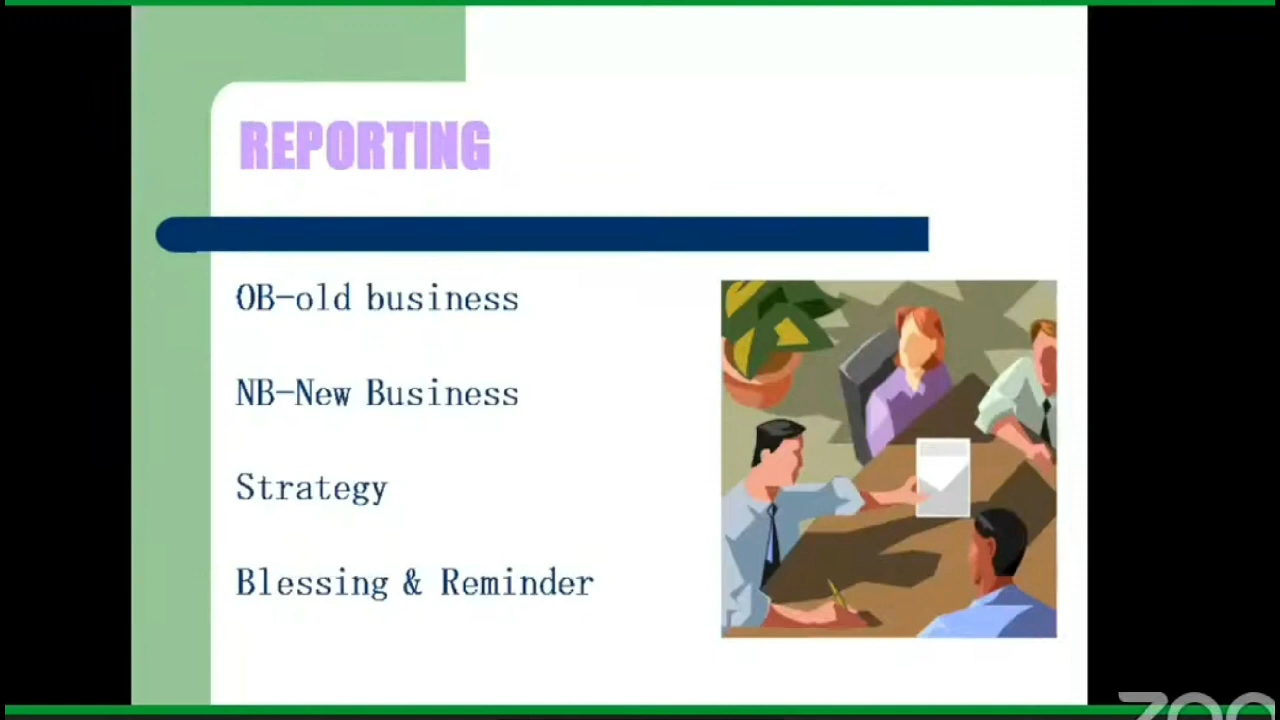 REPORTING
OB-old business
NB-New Business
Strategy
Blessing & Reminder